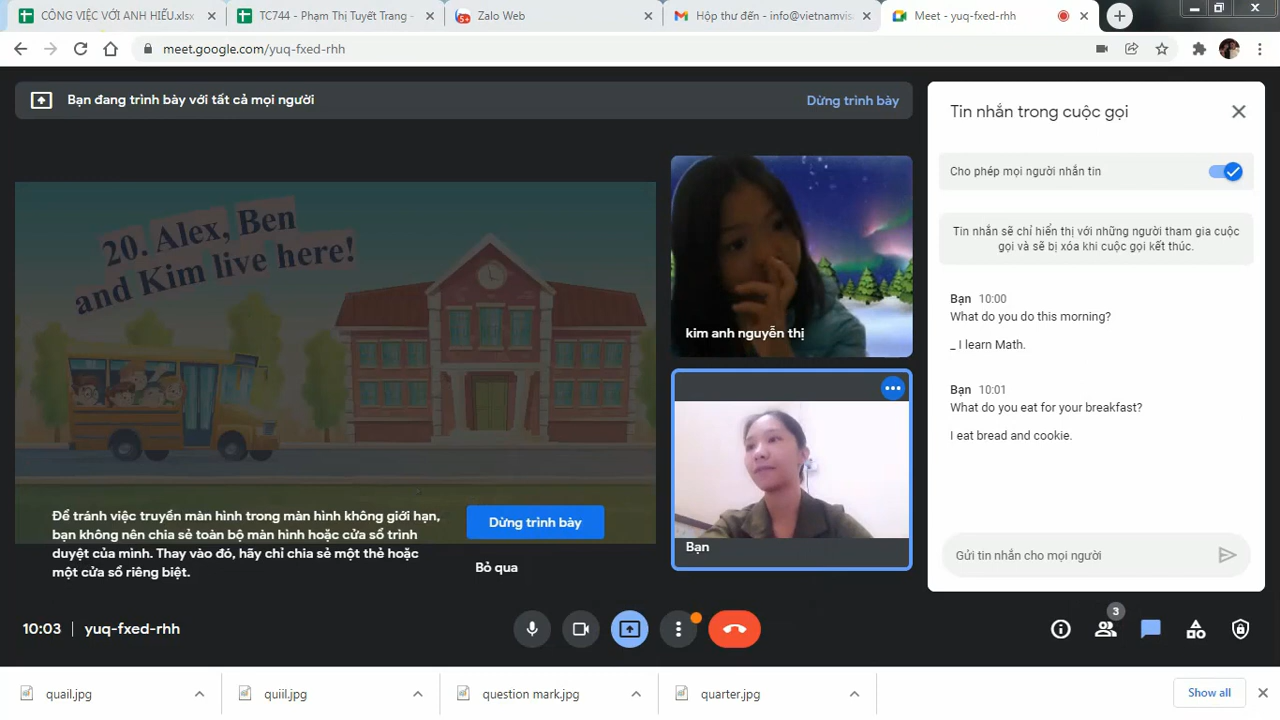 CÔNG VIỆC VỚI ANH HIẾU.xlsx
TC744 - Phạm Thị Tuyết Trang -
5+
Zalo Web
Hộp thư đến - info@vietnamvis
Meet - yuq-fxed-rhh
meet.google.com/yuq-fxed-rhh
Bạn đang trình bày với tất cả mọi người
Dừng trình bày
20. Alex, Ben
and Kim live here!
Để tránh việc truyền màn hình trong màn hình không giới hạn,
bạn không nên chia sẻ toàn bộ màn hình hoặc cửa sổ trình
duyệt của mình. Thay vào đó, hãy chỉ chia sẻ một thẻ hoặc
một cửa sổ riêng biệt.
Dừng trình bày
Bỏ qua
kim anh nguyễn thị
Bạn
Tin nhắn trong cuộc gọi
Cho phép mọi người nhắn tin
Tin nhắn sẽ chỉ hiển thị với những người tham gia cuộc
gọi và sẽ bị xóa khi cuộc gọi kết thúc.
Bạn 10:00
What do you do this morning?
_ I learn Math.
Bạn 10:01
What do you eat for your breakfast?
I eat bread and cookie.
Gửi tin nhắn cho mọi người
10:03 | yuq-fxed-rhh
3
quail.jpg
quiil.jpg
question mark.jpg
quarter.jpg
Show all